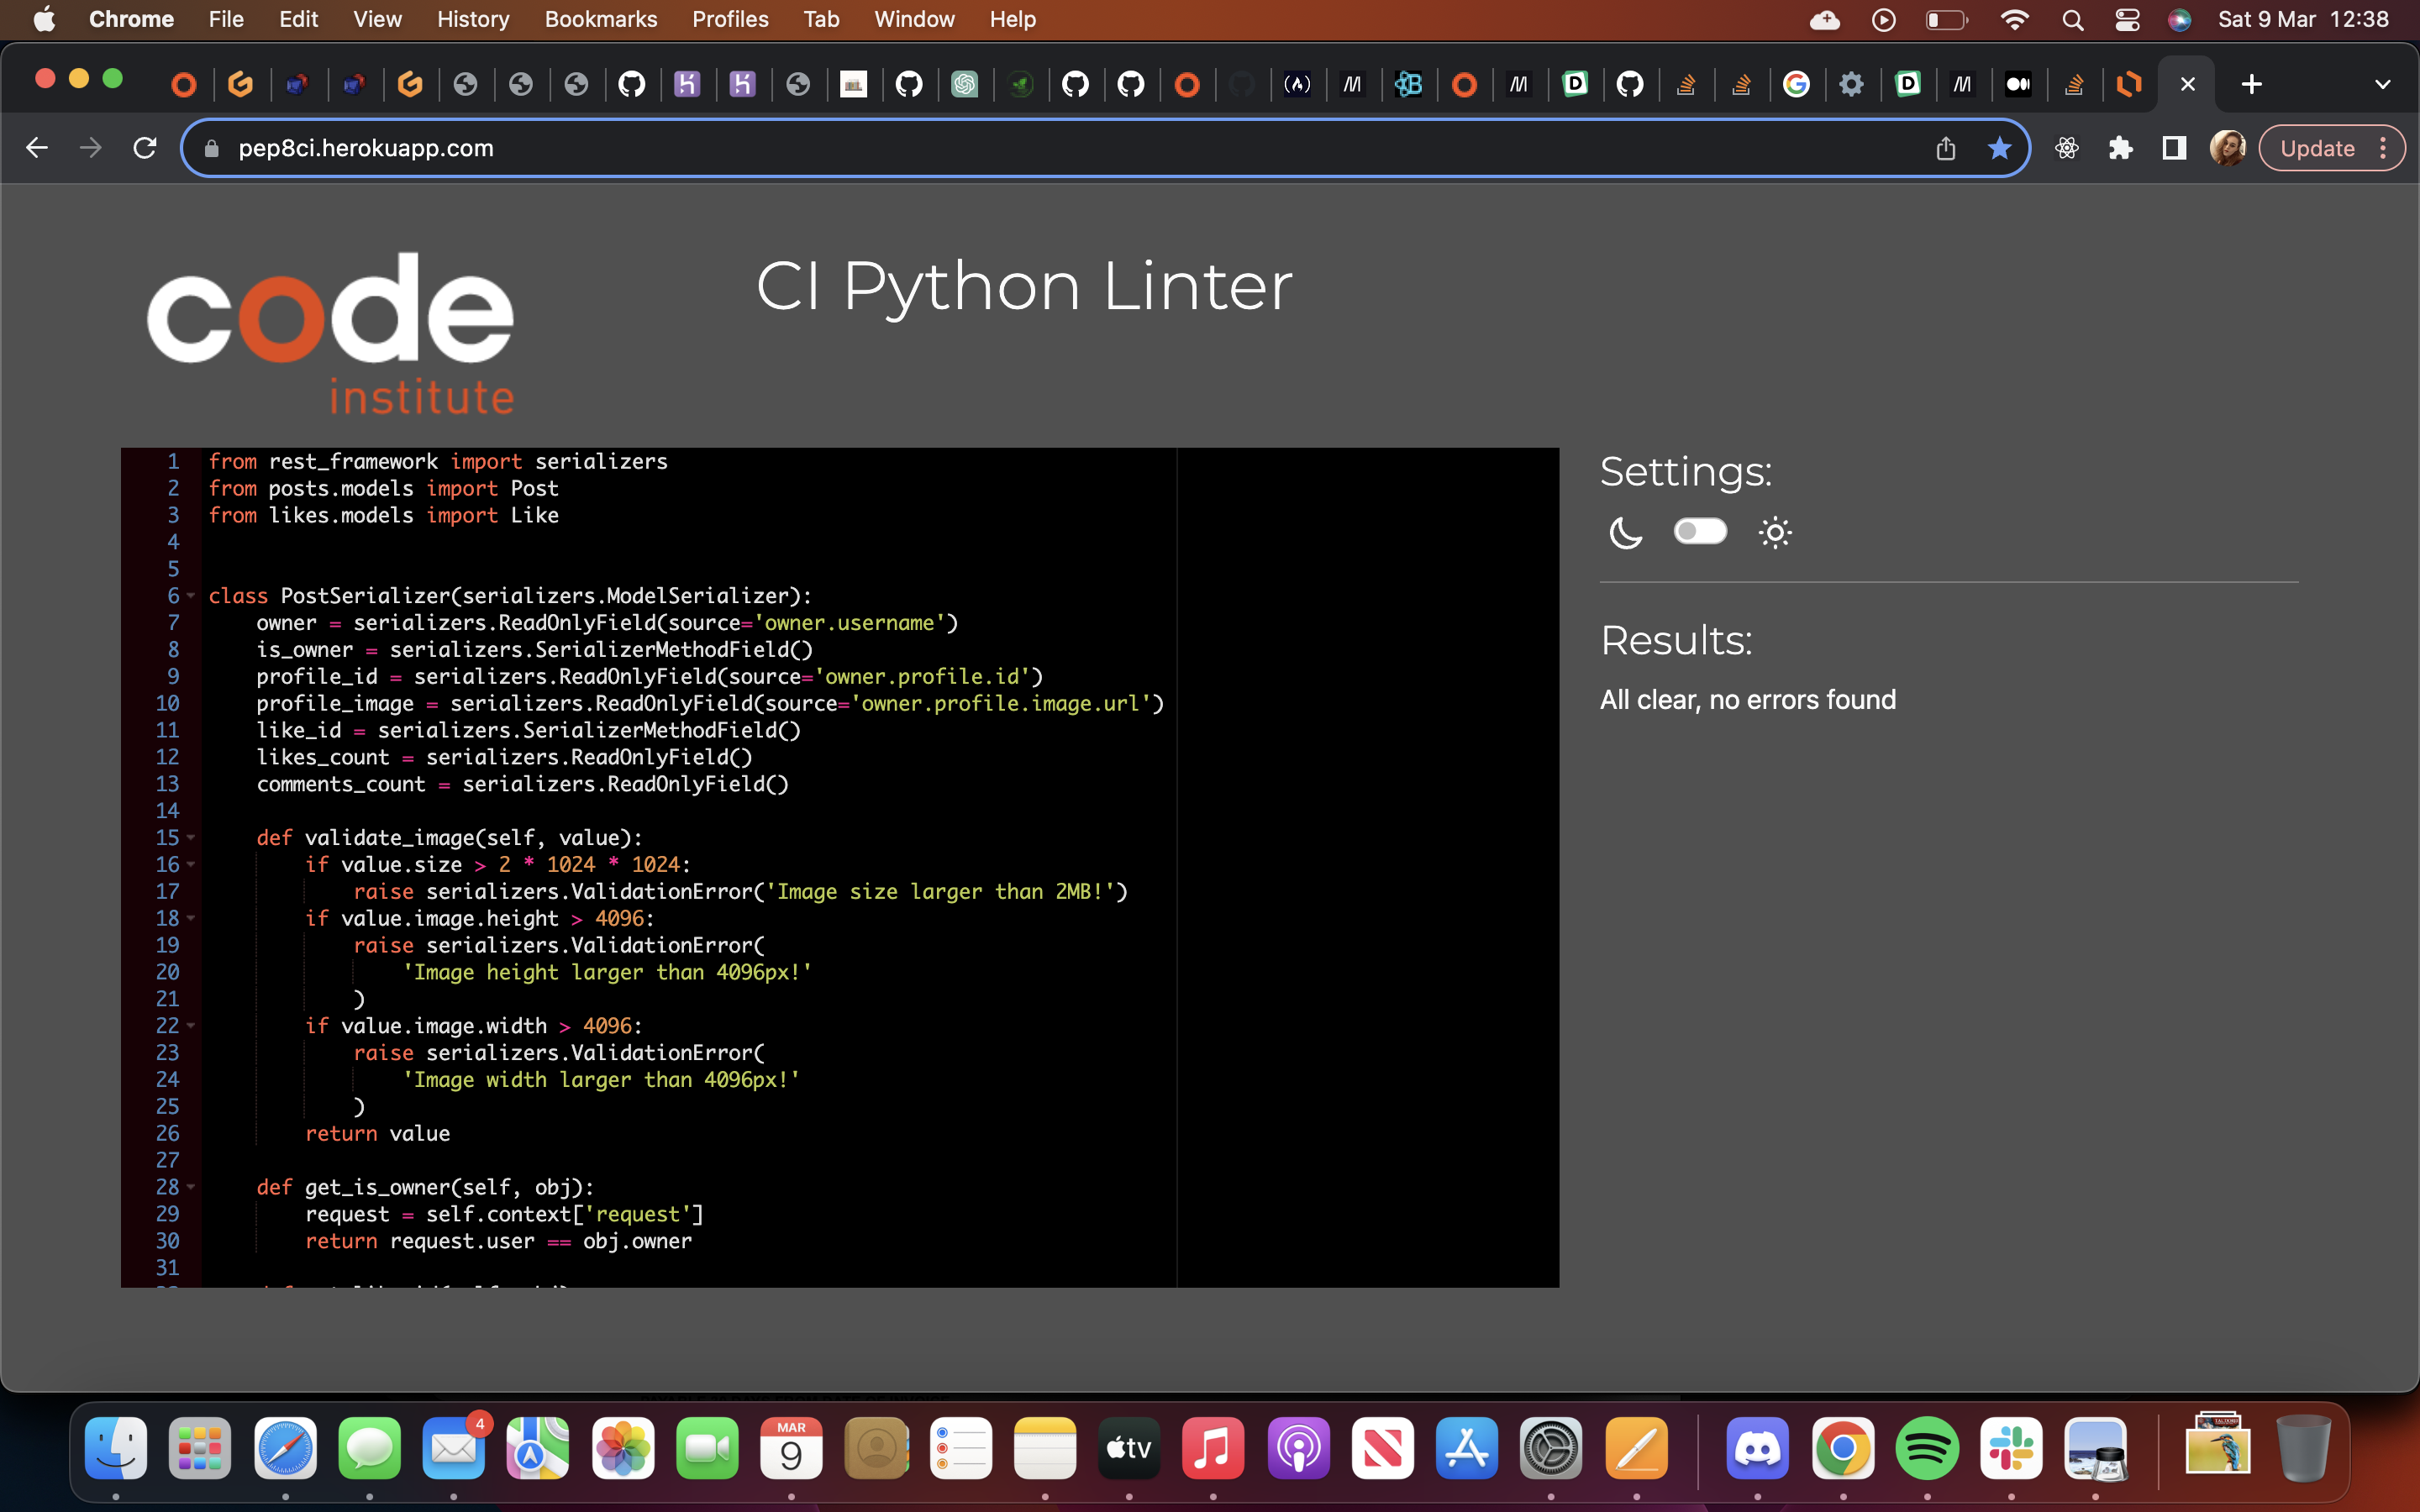 Chrome File Edit View History Bookmarks Profiles Tab Window Help Sat 9 Mar 12:38
pep8ci.herokuapp.com Update
code
institute
CI Python Linter
1 from rest_framework import serializers
2 from posts.models import Post
3 from likes.models import Like
4
5
6 class PostSerializer(serializers.ModelSerializer):
7 owner = serializers.ReadOnlyField(source='owner.username')
8 is_owner = serializers.SerializerMethodField()
9 profile_id = serializers.ReadOnlyField(source='owner.profile.id')
10 profile_image = serializers.ReadOnlyField(source='owner.profile.image.url')
11 like_id = serializers.SerializerMethodField()
12 likes_count = serializers.ReadOnlyField()
13 comments_count = serializers.ReadOnlyField()
14
15 def validate_image(self, value):
16 if value.size > 2 * 1024 * 1024:
17 raise serializers.ValidationError('Image size larger than 2MB!')
18 if value.image.height > 4096:
19 raise serializers.ValidationError(
20 'Image height larger than 4096px!'
21 )
22 if value.image.width > 4096:
23 raise serializers.ValidationError(
24 'Image width larger than 4096px!'
25 )
26 return value
27
28 def get_is_owner(self, obj):
29 request = self.context['request']
30 return request.user == obj.owner
31
Settings:
Results:
All clear, no errors found
4
MAR
9
tv